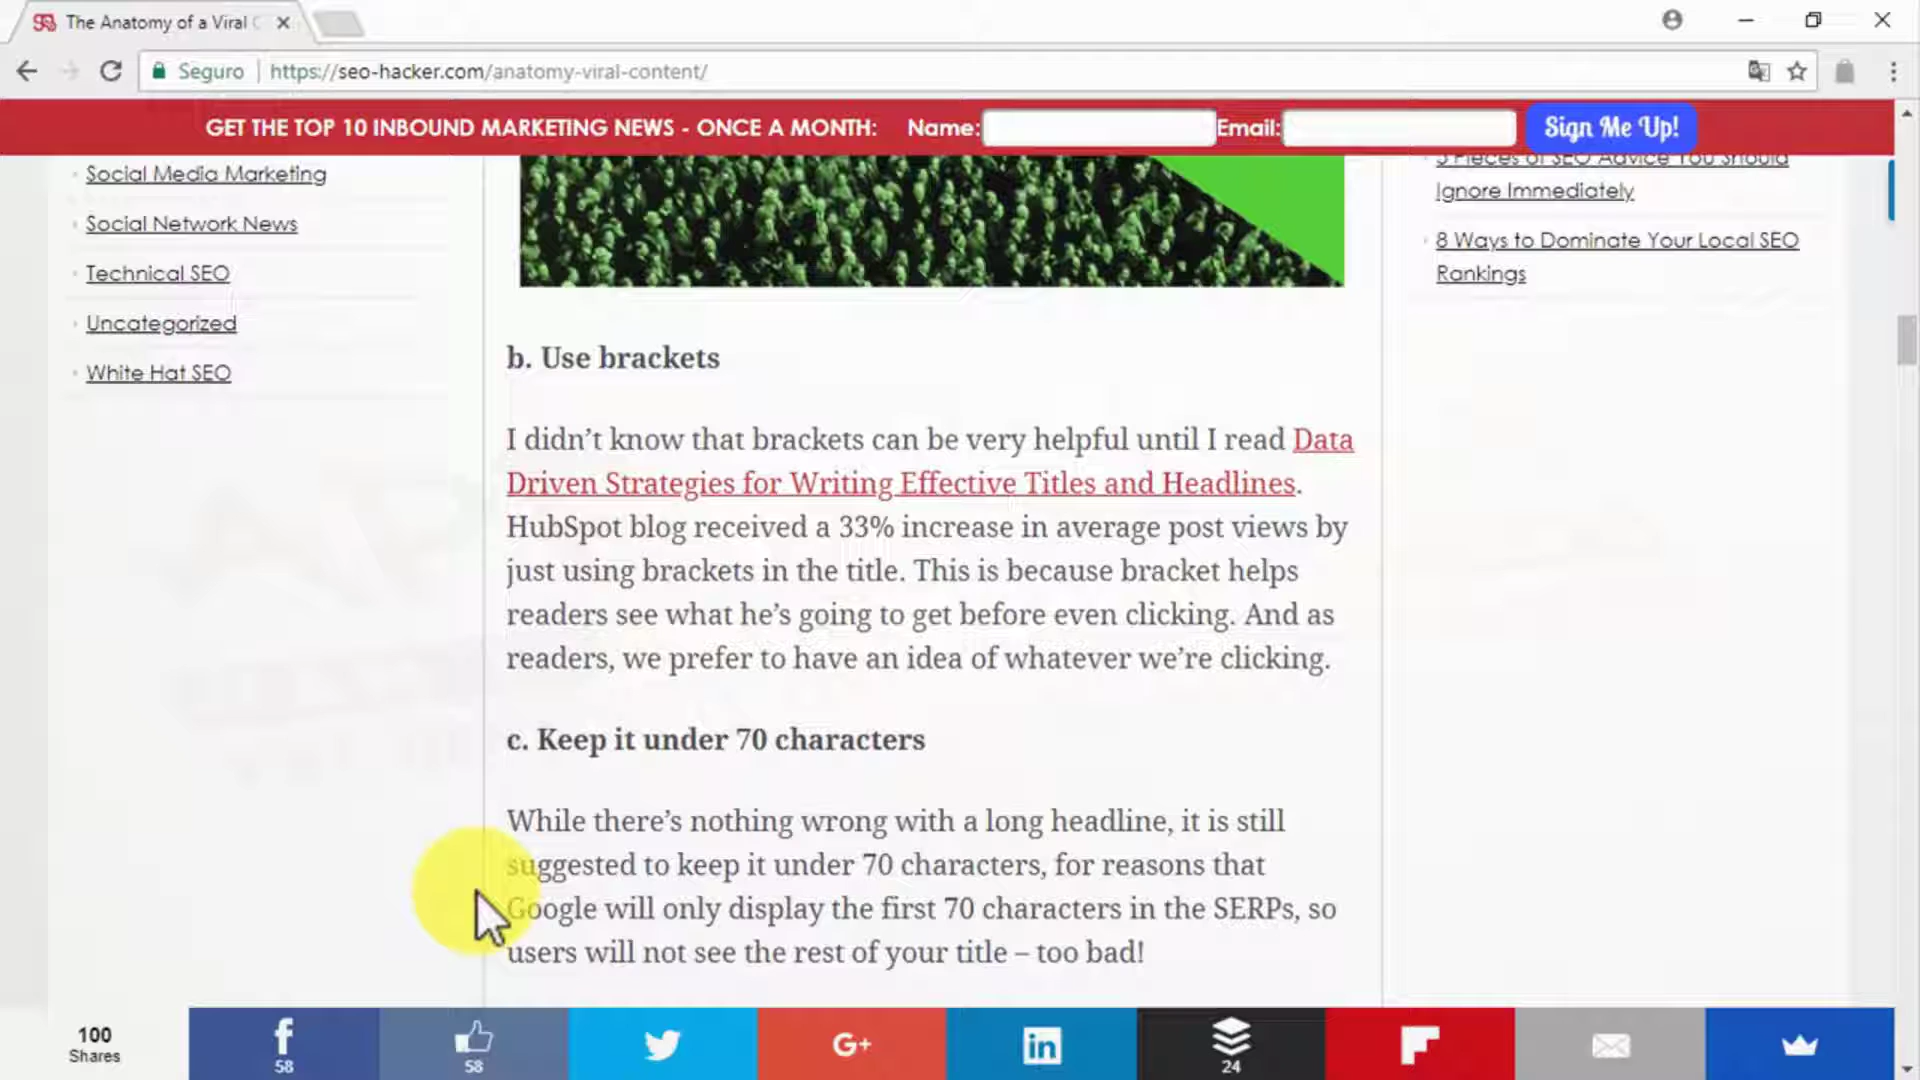 The Anatomy of a Viral C
Seguro
https://seo-hacker.com/anatomy-viral-content/
GET THE TOP 10 INBOUND MARKETING NEWS - ONCE A MONTH: Name: Email: Sign Me Up!
Social Media Marketing
Social Network News
Technical SEO
Uncategorized
White Hat SEO
b. Use brackets
I didn't know that brackets can be very helpful until I read Data
Driven Strategies for Writing Effective Titles and Headlines.
HubSpot blog received a 33% increase in average post views by
just using brackets in the title. This is because bracket helps
readers see what he's going to get before even clicking. And as
readers, we prefer to have an idea of whatever we're clicking.
c. Keep it under 70 characters
While there's nothing wrong with a long headline, it is still
suggested to keep it under 70 characters, for reasons that
Google will only display the first 70 characters in the SERPs, so
users will not see the rest of your title – too bad!
5 Pieces of SEO Advice You Should
Ignore Immediately
8 Ways to Dominate Your Local SEO
Rankings
100
Shares
58
58
G+
in
24